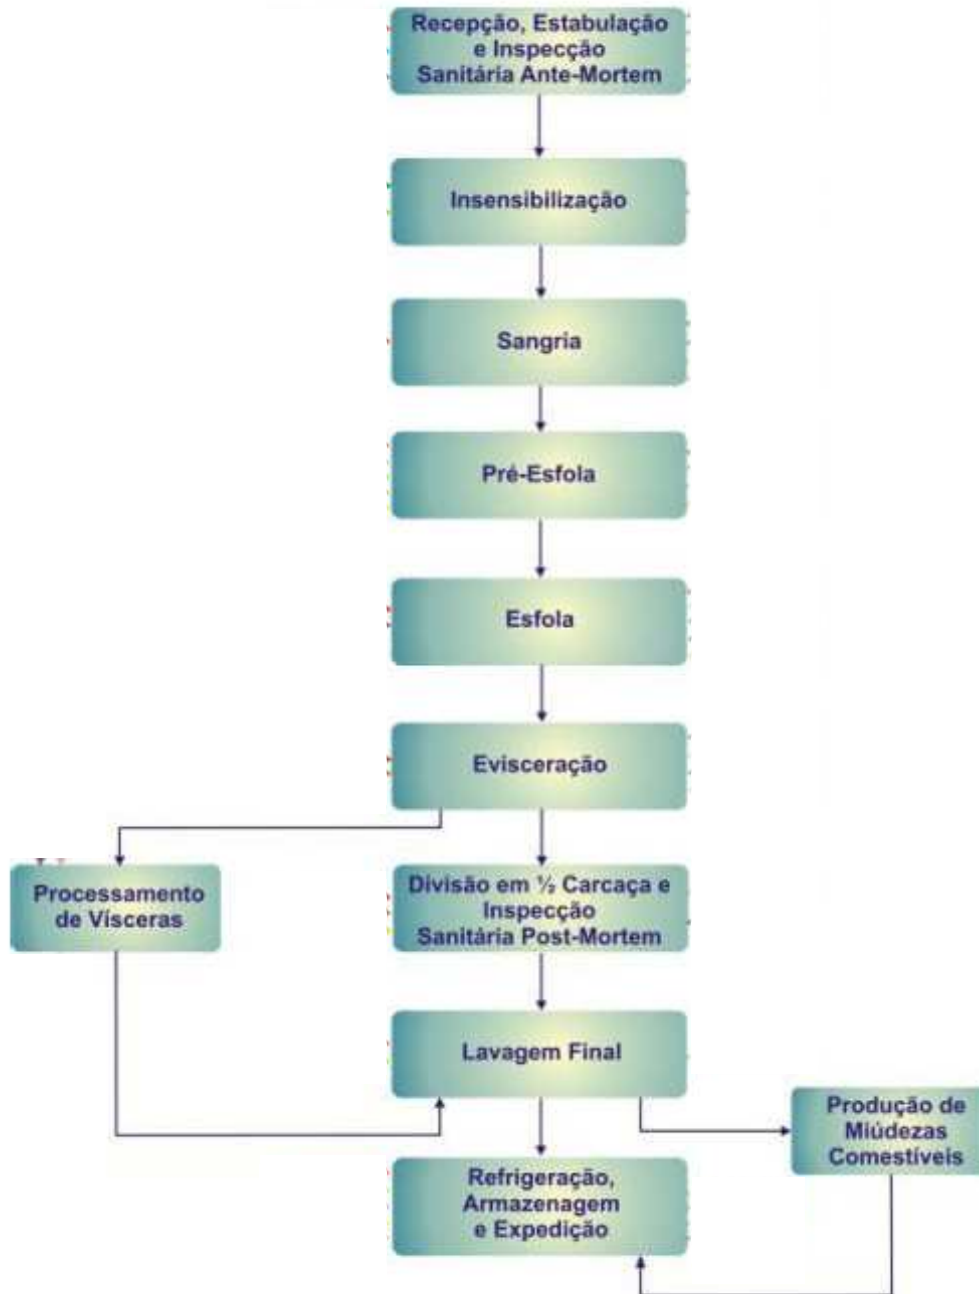 Recepção, Estabulação
e Inspecção
Sanitária Ante-Mortem
Insensibilização
Sangria
Pré-Esfola
Esfola
Evisceração
Processamento
de Vísceras
Divisão em ½ Carcaça e
Inspecção
Sanitária Post-Mortem
Lavagem Final
Produção de
Miúdezas
Comestíveis
Refrigeração,
Armazenagem
e Expedição